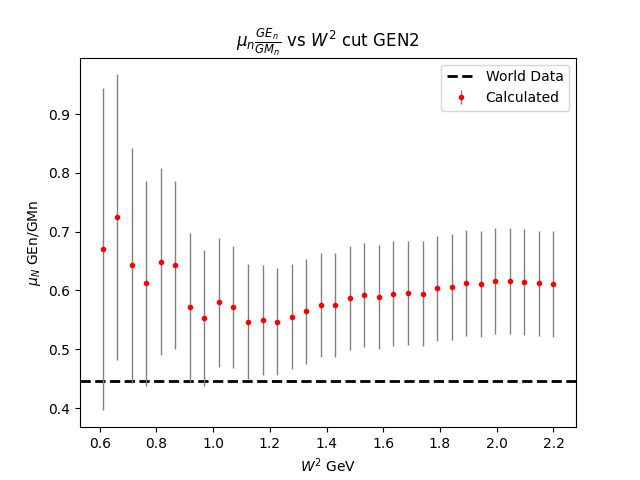 μₙ GEₙ/GMₙ vs W² cut GEN2
World Data
Calculated
μ_N GEn/GMn
0.9
0.8
0.7
0.6
0.5
0.4
0.6 0.8 1.0 1.2 1.4 1.6 1.8 2.0 2.2
W² GeV